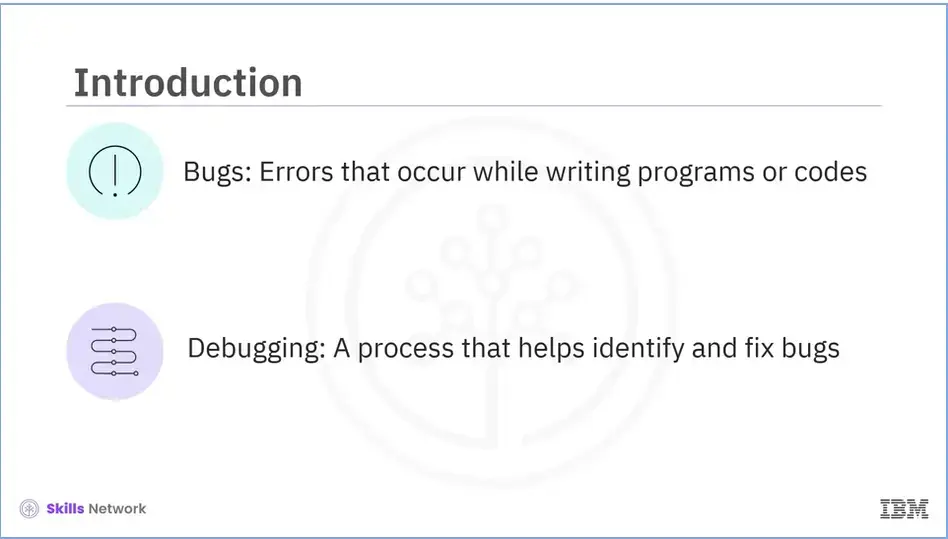 Introduction
Bugs: Errors that occur while writing programs or codes
Debugging: A process that helps identify and fix bugs
Skills Network
IBM